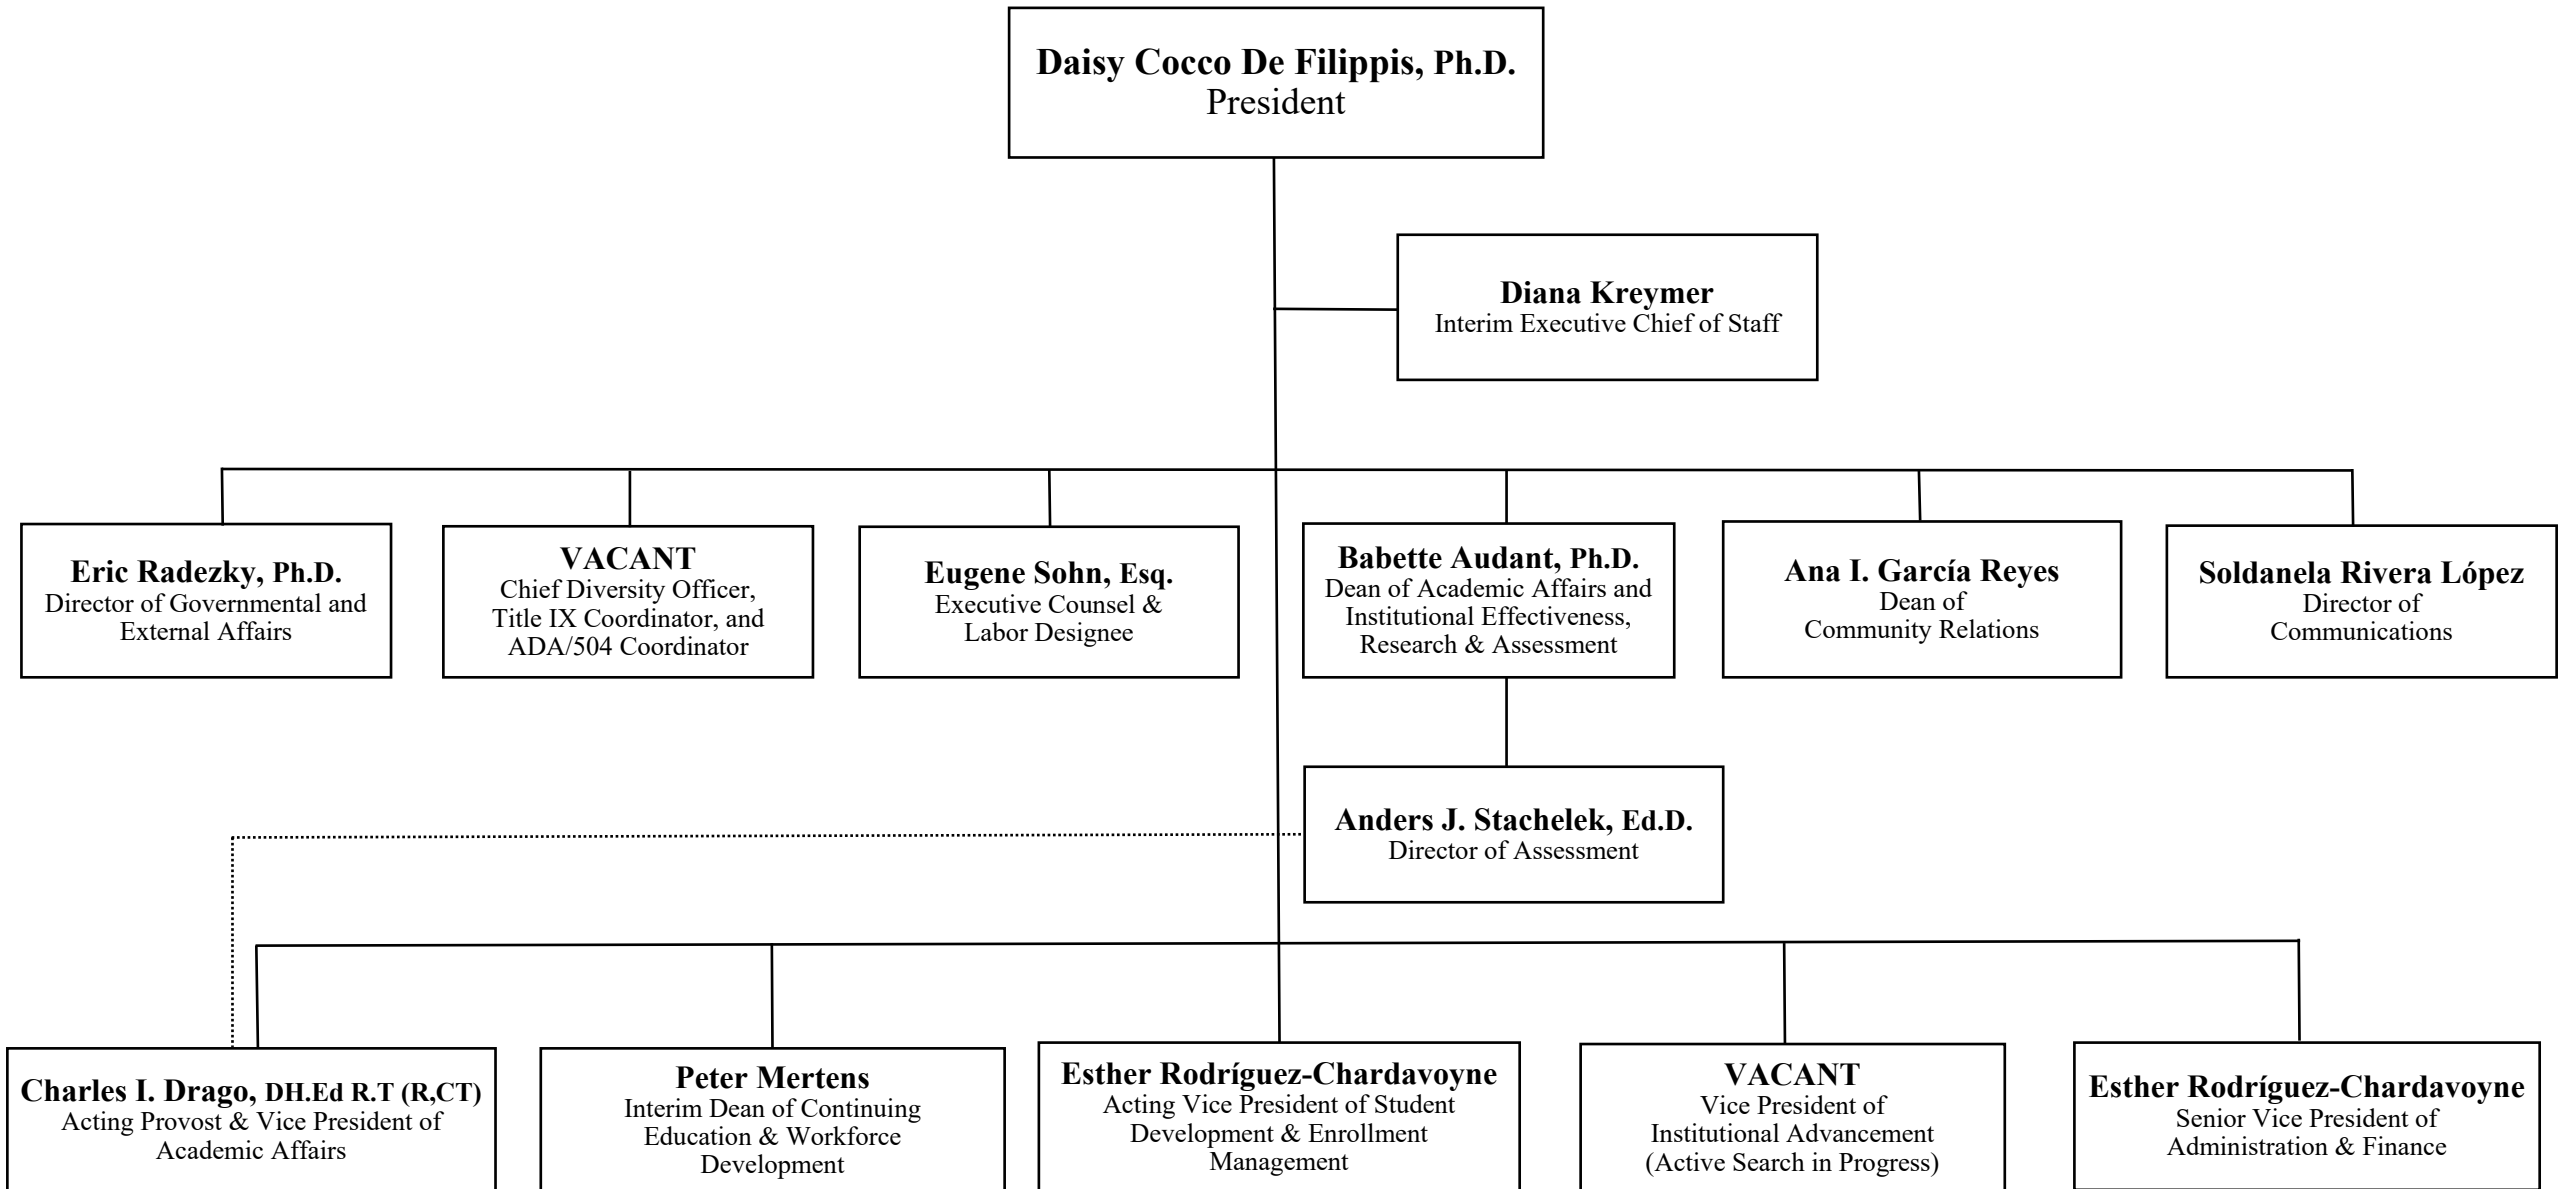 Daisy Cocco De Filippis, Ph.D.
President
Diana Kreymer
Interim Executive Chief of Staff
Eric Radezky, Ph.D.
Director of Governmental and
External Affairs
VACANT
Chief Diversity Officer,
Title IX Coordinator, and
ADA/504 Coordinator
Eugene Sohn, Esq.
Executive Counsel &
Labor Designee
Babette Audant, Ph.D.
Dean of Academic Affairs and
Institutional Effectiveness,
Research & Assessment
Ana I. García Reyes
Dean of
Community Relations
Soldanela Rivera López
Director of
Communications
Anders J. Stachelek, Ed.D.
Director of Assessment
Charles I. Drago, DH.Ed R.T (R,CT)
Acting Provost & Vice President of
Academic Affairs
Peter Mertens
Interim Dean of Continuing
Education & Workforce
Development
Esther Rodríguez-Chardavoyne
Acting Vice President of Student
Development & Enrollment
Management
VACANT
Vice President of
Institutional Advancement
(Active Search in Progress)
Esther Rodríguez-Chardavoyne
Senior Vice President of
Administration & Finance